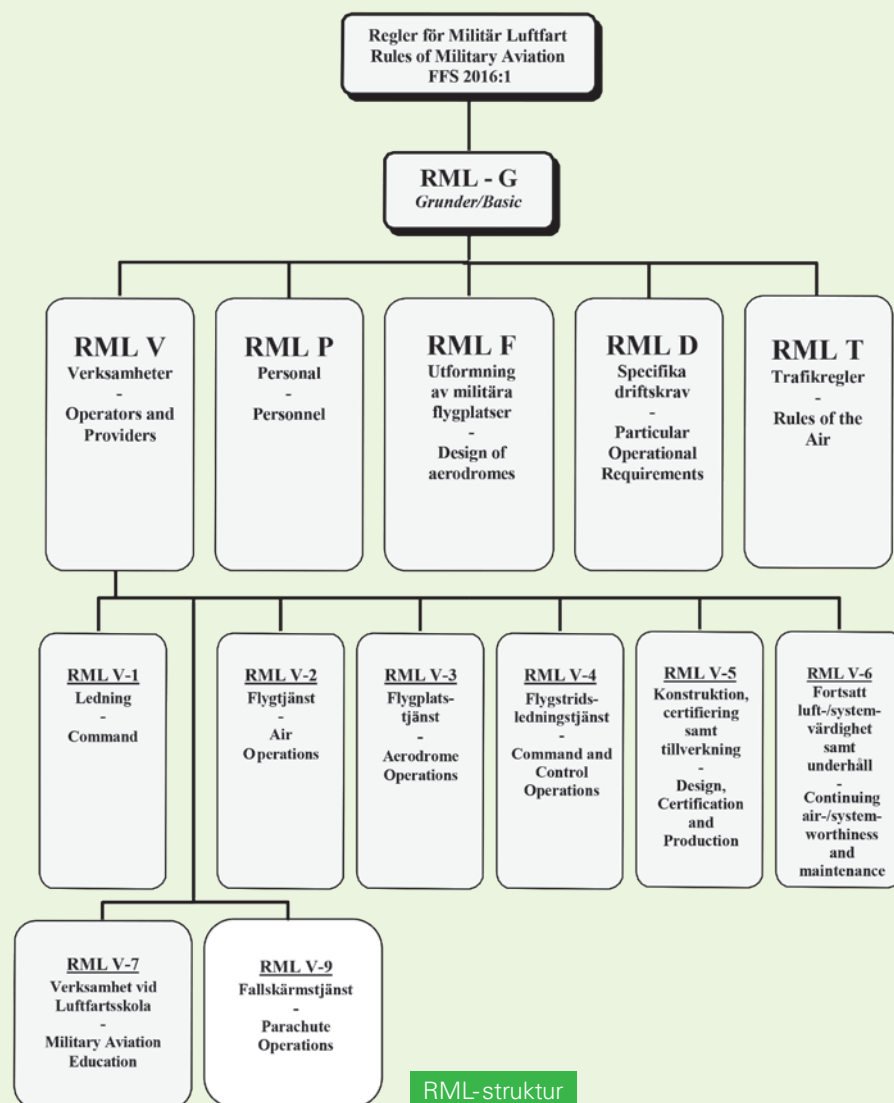 Regler för Militär Luftfart
Rules of Military Aviation
FFS 2016:1
RML - G
Grunder/Basic
RML V
Verksamheter
-
Operators and
Providers
RML P
Personal
-
Personnel
RML F
Utformning
av militära
flygplatser
-
Design of
aerodromes
RML D
Specifika
driftskrav
-
Particular
Operational
Requirements
RML T
Trafikregler
-
Rules of the
Air
RML V-1
Ledning
-
Command
RML V-2
Flygtjänst
-
Air
Operations
RML V-3
Flygplats-
tjänst
-
Aerodrome
Operations
RML V-4
Flygstrids-
ledningstjänst
-
Command and
Control
Operations
RML V-5
Konstruktion,
certifiering
samt
tillverkning
-
Design,
Certification
and
Production
RML V-6
Fortsatt
luft-/system-
värdighet
samt
underhåll
-
Continuing
air-/system-
worthiness
and
maintenance
RML V-7
Verksamhet vid
Luftfartsskola
-
Military Aviation
Education
RML V-9
Fallskärmstjänst
-
Parachute
Operations
RML-struktur